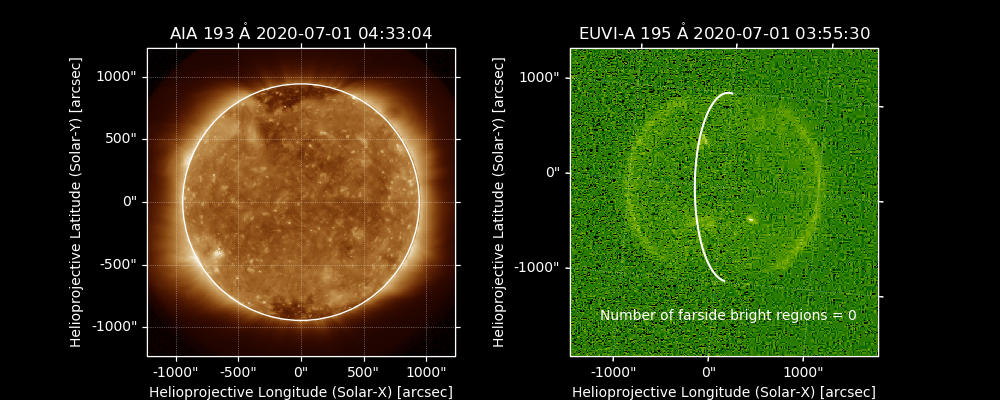 AIA 193 Å 2020-07-01 04:33:04
1000"
500"
0"
-500"
-1000"
Helioprojective Latitude (Solar-Y) [arcsec]
-1000" -500" 0" 500" 1000"
Helioprojective Longitude (Solar-X) [arcsec]
EUVI-A 195 Å 2020-07-01 03:55:30
1000"
0"
-1000"
Helioprojective Latitude (Solar-Y) [arcsec]
Number of farside bright regions = 0
-1000" 0" 1000"
Helioprojective Longitude (Solar-X) [arcsec]